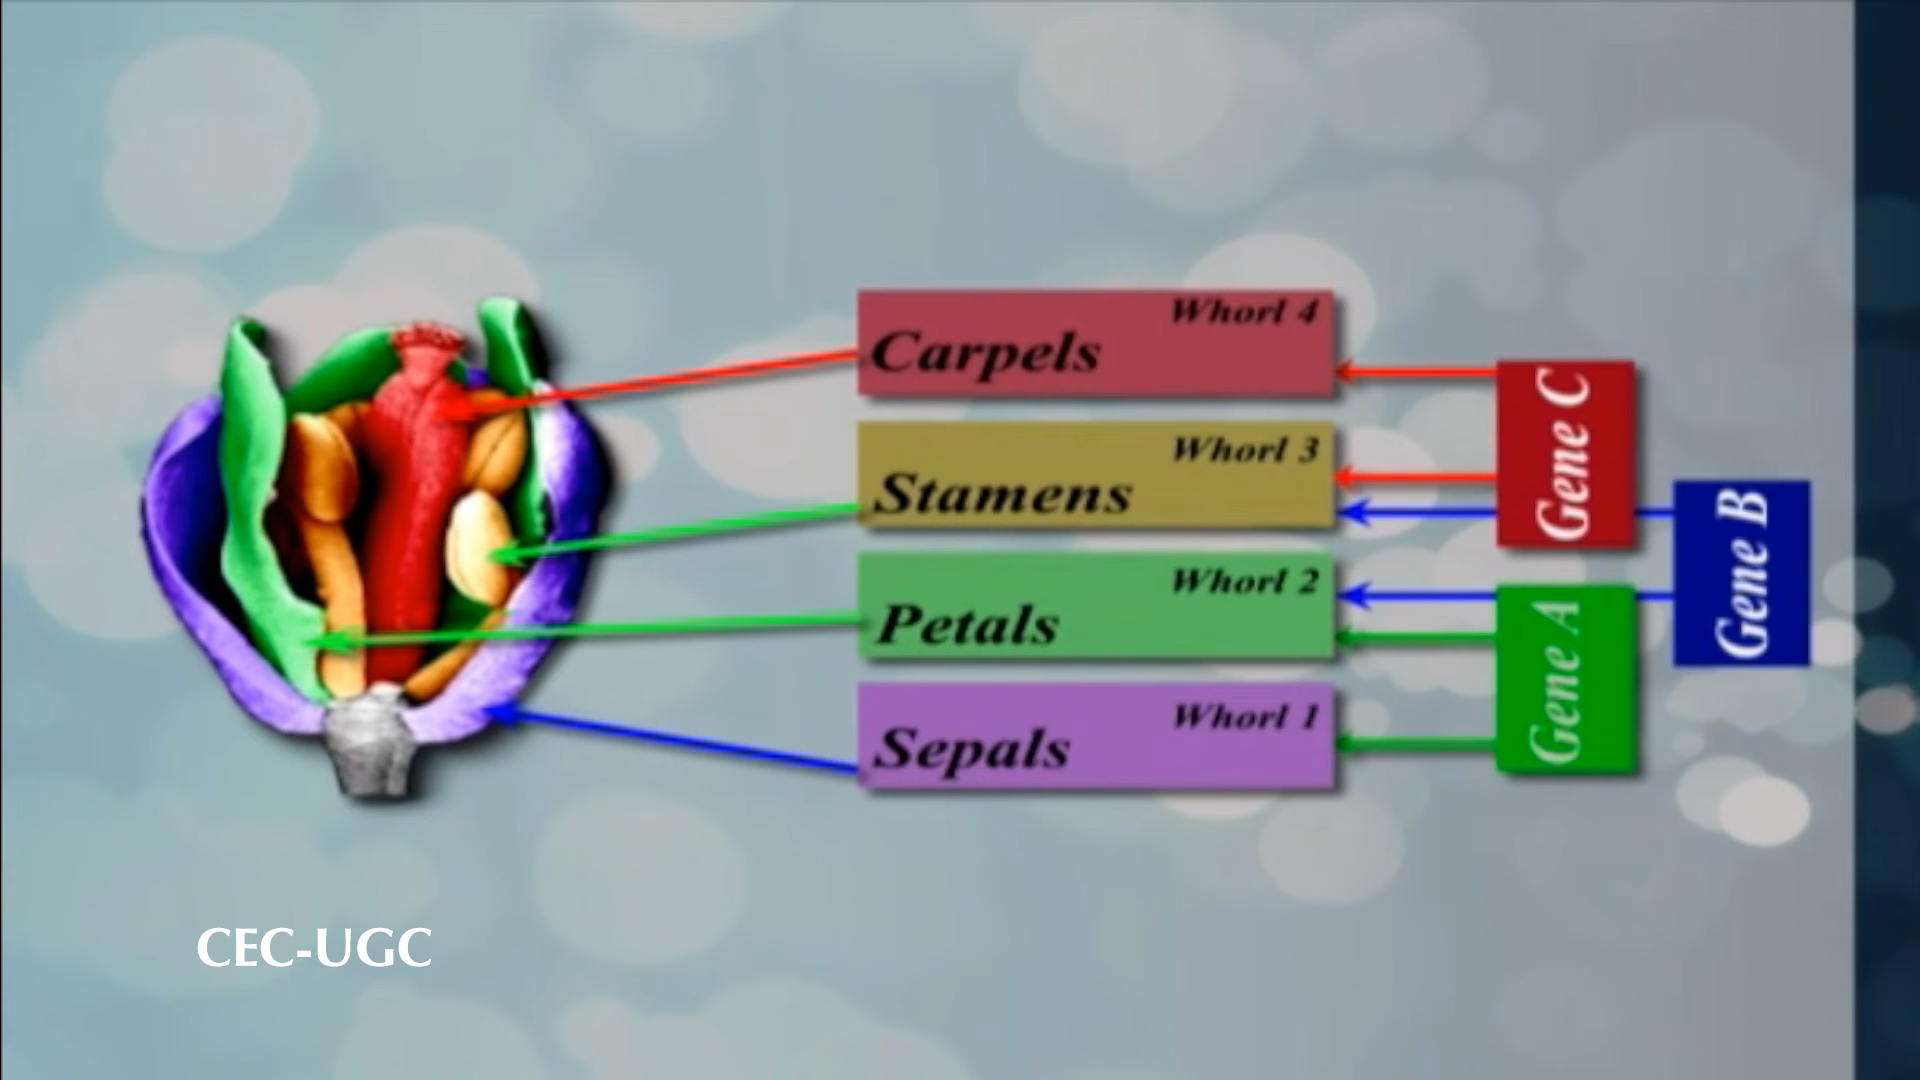 Whorl 4
Carpels
Whorl 3
Stamens
Whorl 2
Petals
Whorl 1
Sepals
Gene C
Gene A
Gene B
CEC-UGC